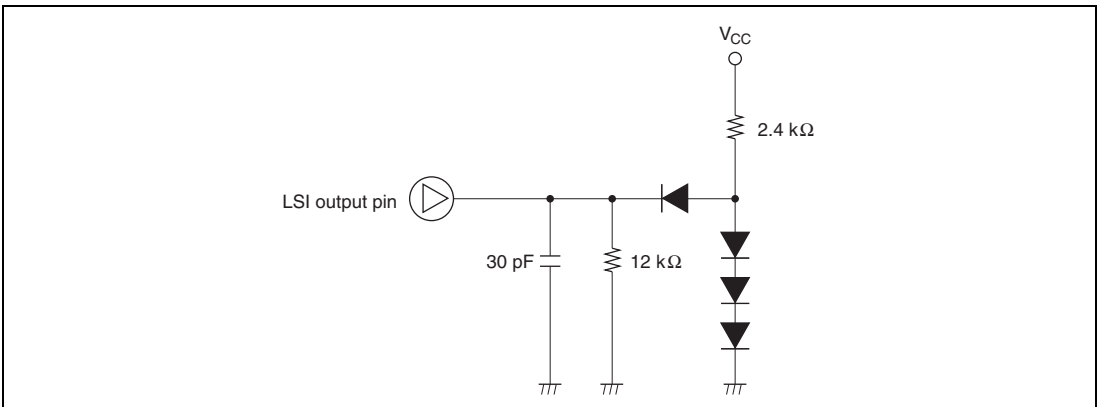 VCC
2.4 kΩ
LSI output pin
30 pF
12 kΩ